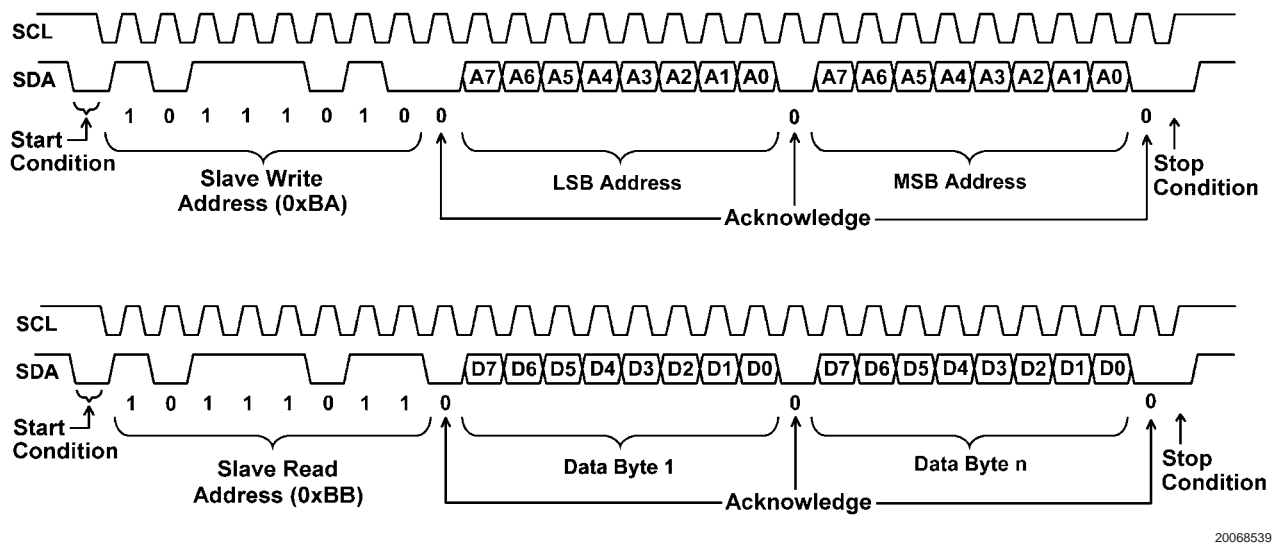 SCL
SDA
A7 A6 A5 A4 A3 A2 A1 A0 A7 A6 A5 A4 A3 A2 A1 A0
1 0 1 1 1 0 1 0 0 0 0
Start
Condition
Slave Write
Address (0xBA)
LSB Address
MSB Address
Stop
Condition
Acknowledge
SCL
SDA
D7 D6 D5 D4 D3 D2 D1 D0 D7 D6 D5 D4 D3 D2 D1 D0
1 0 1 1 1 0 1 1 0 0 0
Start
Condition
Slave Read
Address (0xBB)
Data Byte 1
Data Byte n
Stop
Condition
Acknowledge
20068539